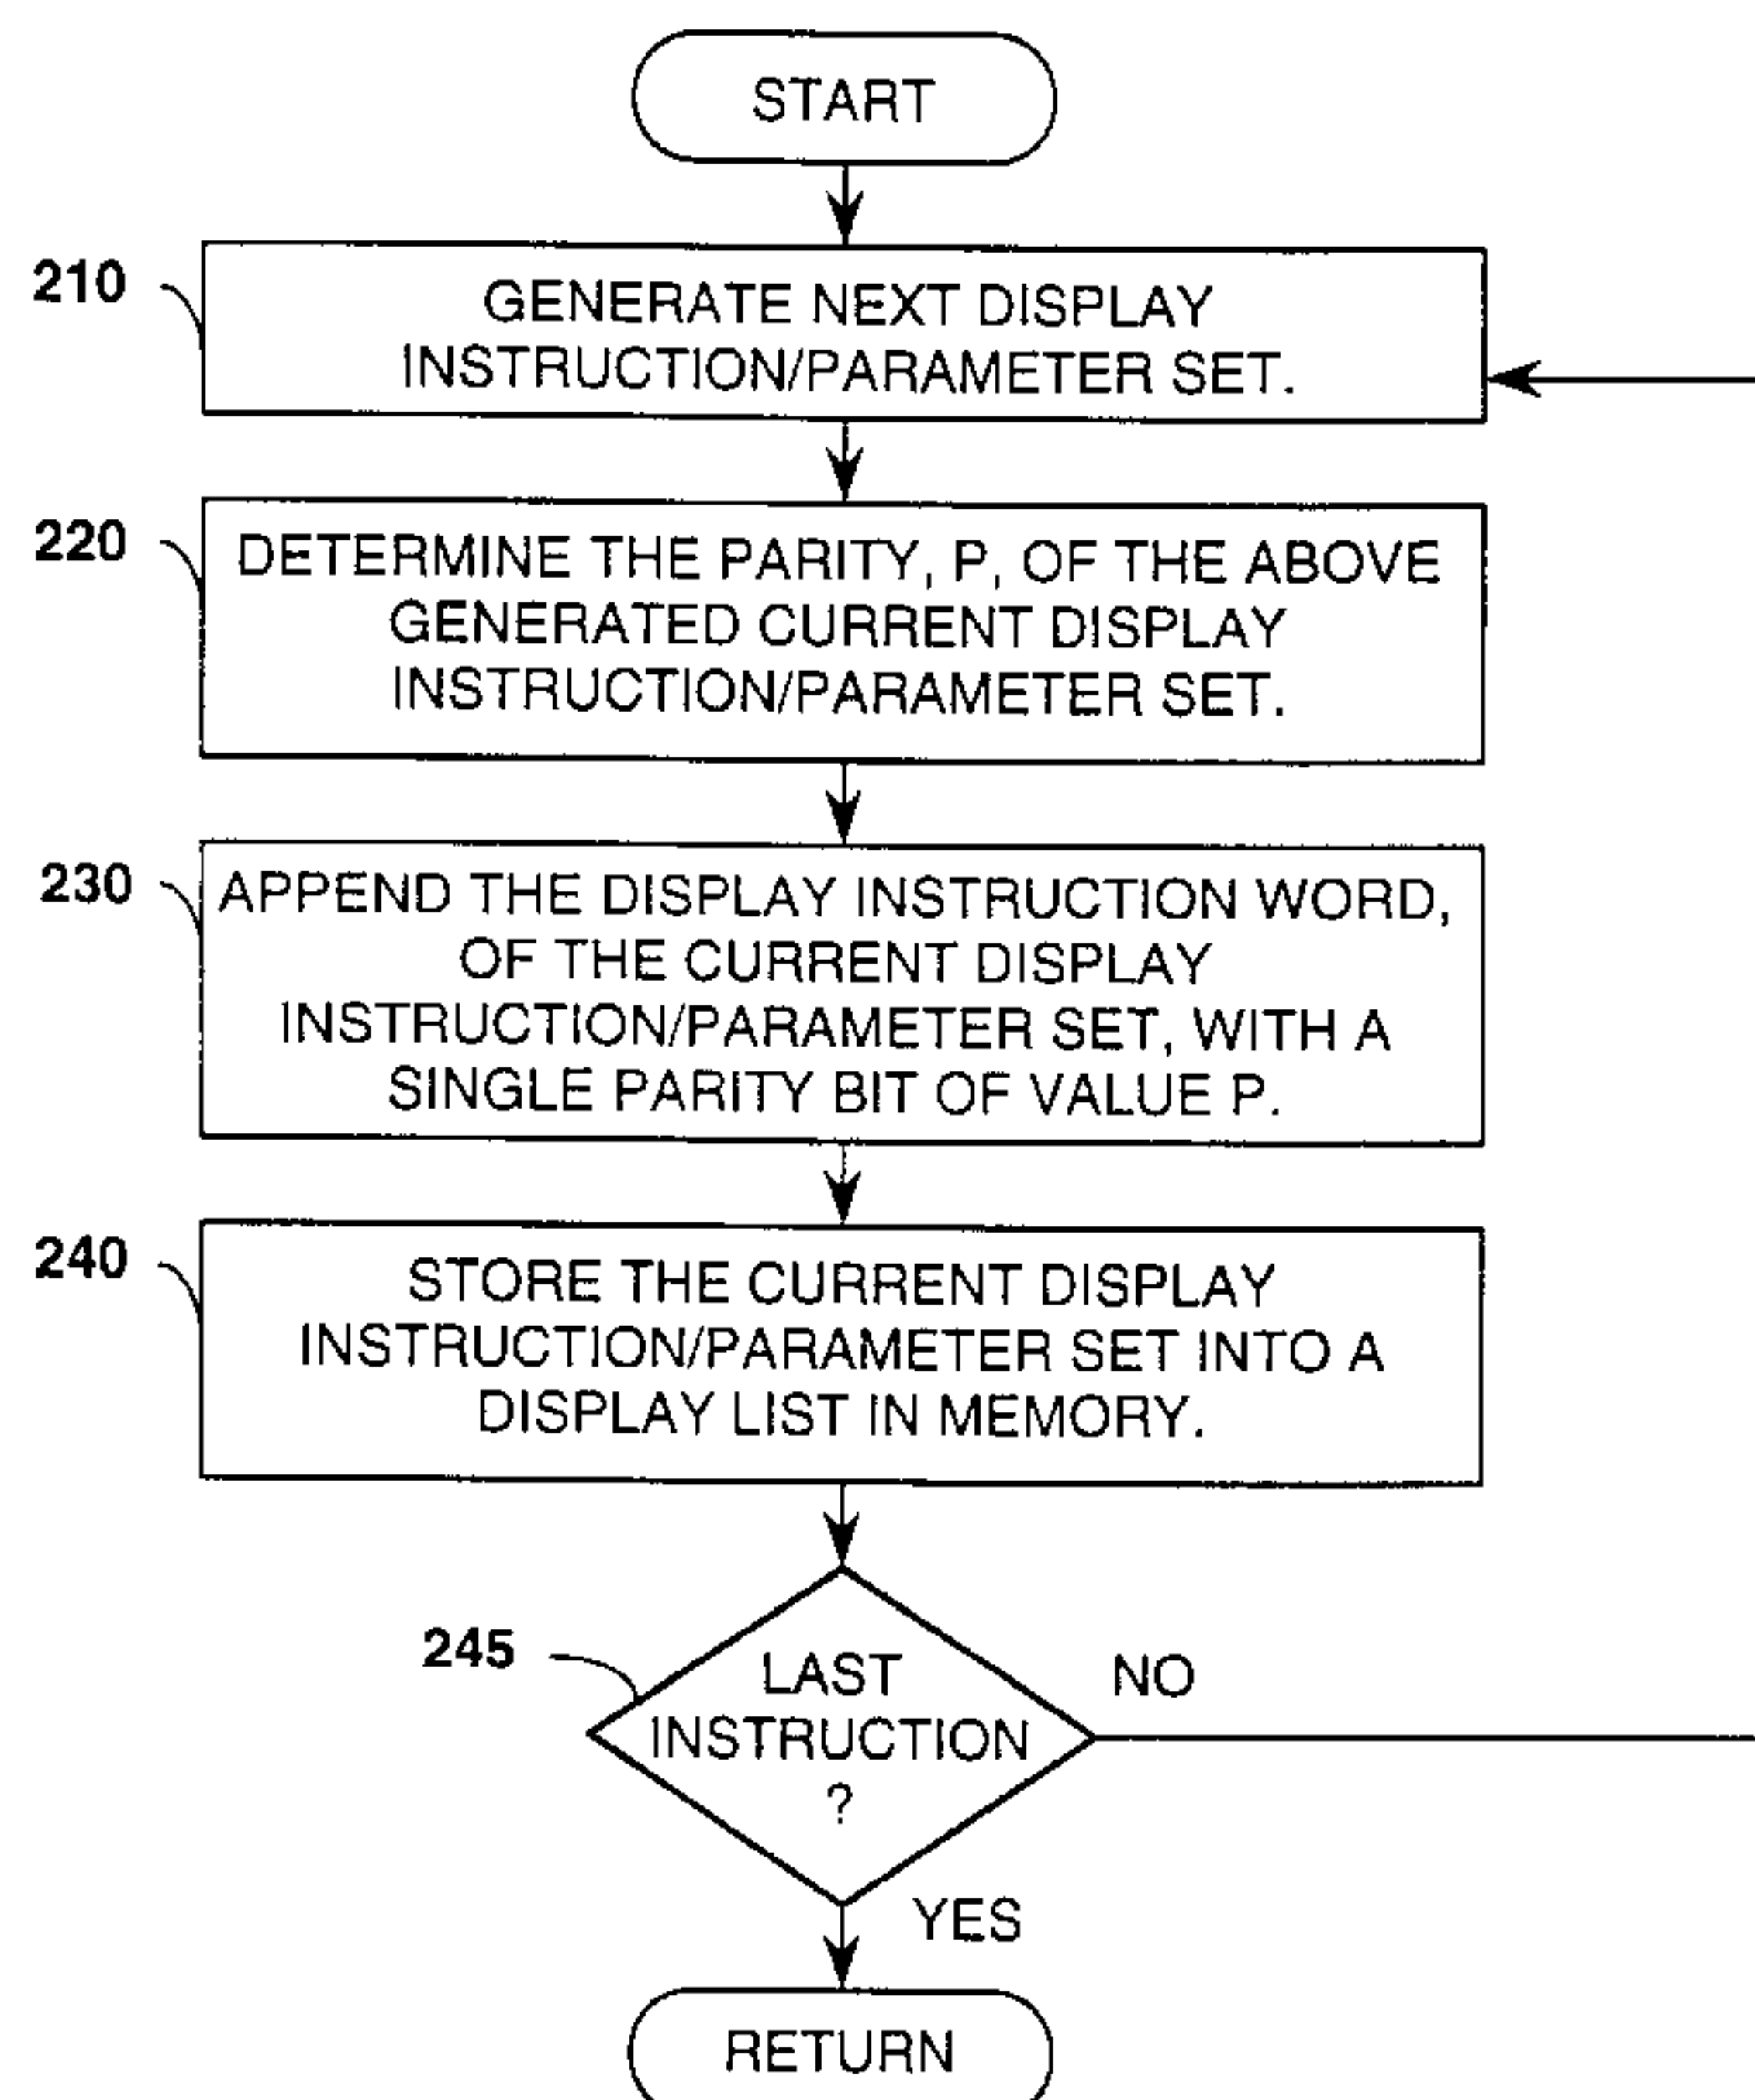 START
210
GENERATE NEXT DISPLAY
INSTRUCTION/PARAMETER SET.
220
DETERMINE THE PARITY, P, OF THE ABOVE
GENERATED CURRENT DISPLAY
INSTRUCTION/PARAMETER SET.
230
APPEND THE DISPLAY INSTRUCTION WORD,
OF THE CURRENT DISPLAY
INSTRUCTION/PARAMETER SET, WITH A
SINGLE PARITY BIT OF VALUE P.
240
STORE THE CURRENT DISPLAY
INSTRUCTION/PARAMETER SET INTO A
DISPLAY LIST IN MEMORY.
245
LAST
INSTRUCTION
?
NO
YES
RETURN